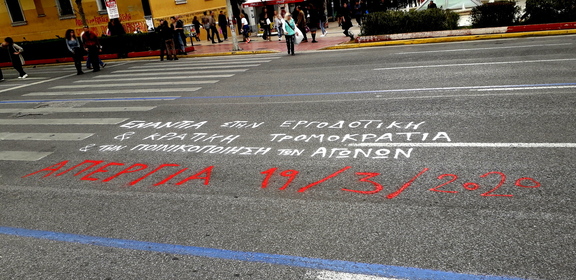 ΕΝΑΝΤΙΑ ΣΤΗΝ ΕΡΓΟΔΟΤΙΚΗ
& ΚΡΑΤΙΚΗ ΤΡΟΜΟΚΡΑΤΙΑ
& ΤΗΝ ΠΟΙΝΙΚΟΠΟΙΗΣΗ ΤΩΝ ΑΓΩΝΩΝ
ΑΠΕΡΓΙΑ 19/3/2020